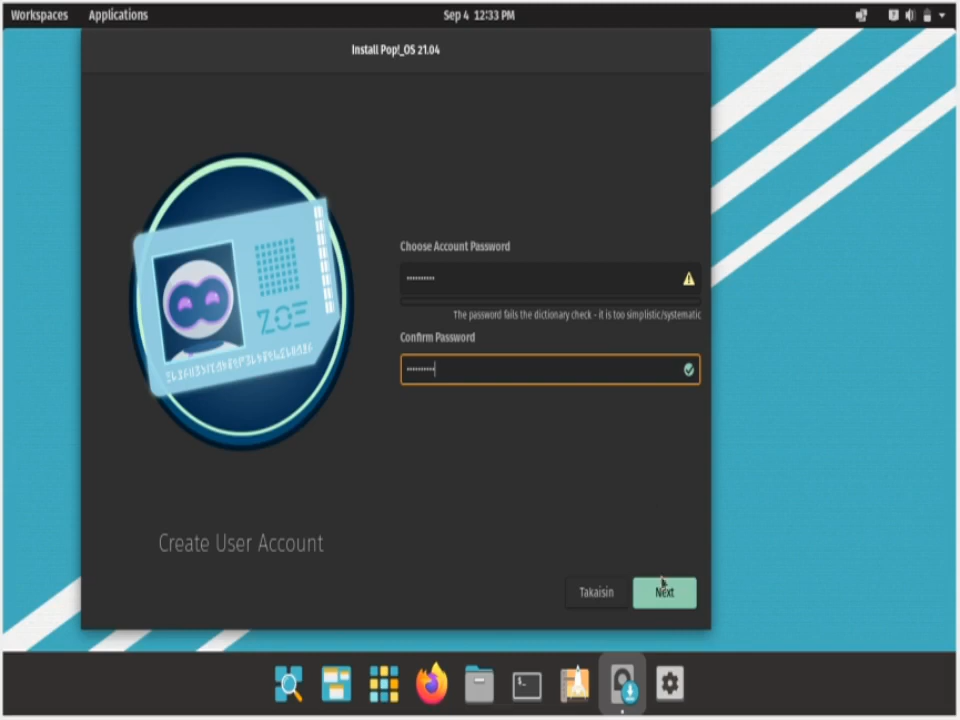 Workspaces Applications Sep 4 12:33 PM
Install Pop!_OS 21.04
Choose Account Password
The password fails the dictionary check - it is too simplistic/systematic
Confirm Password
ZOE
Create User Account
Takaisin Next